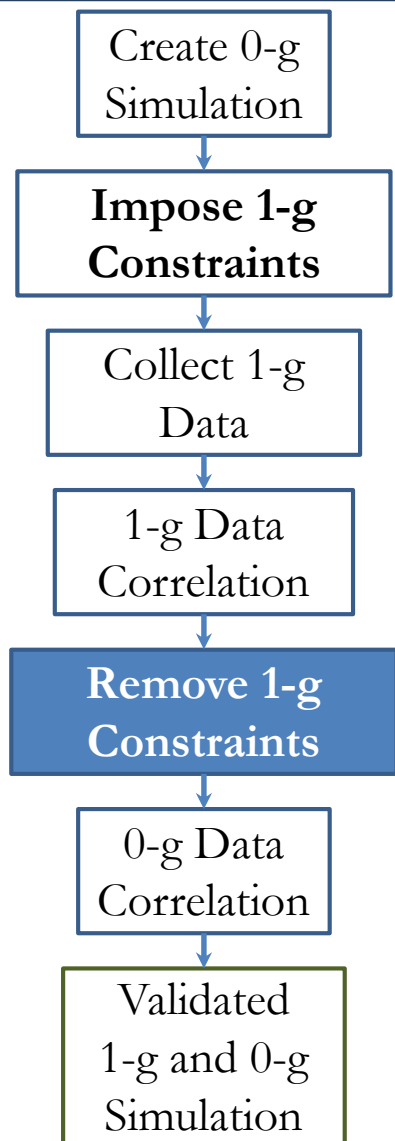 Create 0-g
Simulation
Impose 1-g
Constraints
Collect 1-g
Data
1-g Data
Correlation
Remove 1-g
Constraints
0-g Data
Correlation
Validated
1-g and 0-g
Simulation